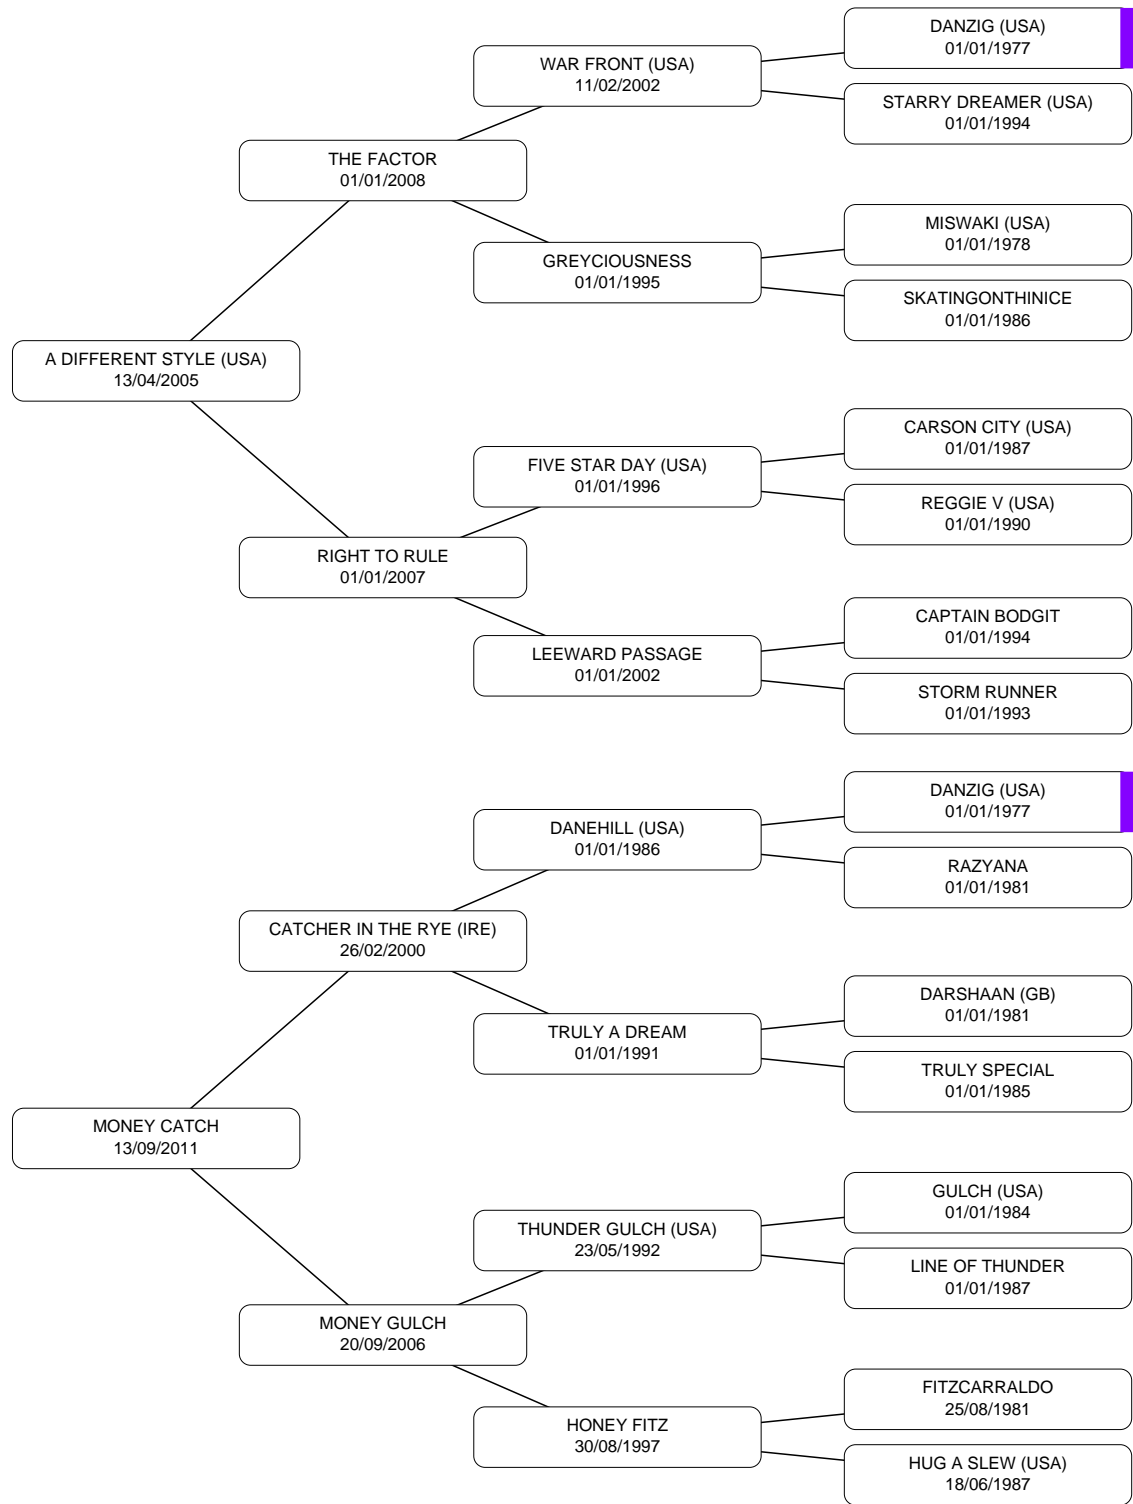 DANZIG (USA)
01/01/1977
WAR FRONT (USA)
11/02/2002
STARRY DREAMER (USA)
01/01/1994
THE FACTOR
01/01/2008
MISWAKI (USA)
01/01/1978
GREYCIOUSNESS
01/01/1995
SKATINGONTHINICE
01/01/1986
A DIFFERENT STYLE (USA)
13/04/2005
CARSON CITY (USA)
01/01/1987
FIVE STAR DAY (USA)
01/01/1996
REGGIE V (USA)
01/01/1990
RIGHT TO RULE
01/01/2007
CAPTAIN BODGIT
01/01/1994
LEEWARD PASSAGE
01/01/2002
STORM RUNNER
01/01/1993
DANZIG (USA)
01/01/1977
DANEHILL (USA)
01/01/1986
RAZYANA
01/01/1981
CATCHER IN THE RYE (IRE)
26/02/2000
DARSHAAN (GB)
01/01/1981
TRULY A DREAM
01/01/1991
TRULY SPECIAL
01/01/1985
MONEY CATCH
13/09/2011
GULCH (USA)
01/01/1984
THUNDER GULCH (USA)
23/05/1992
LINE OF THUNDER
01/01/1987
MONEY GULCH
20/09/2006
FITZCARRALDO
25/08/1981
HONEY FITZ
30/08/1997
HUG A SLEW (USA)
18/06/1987